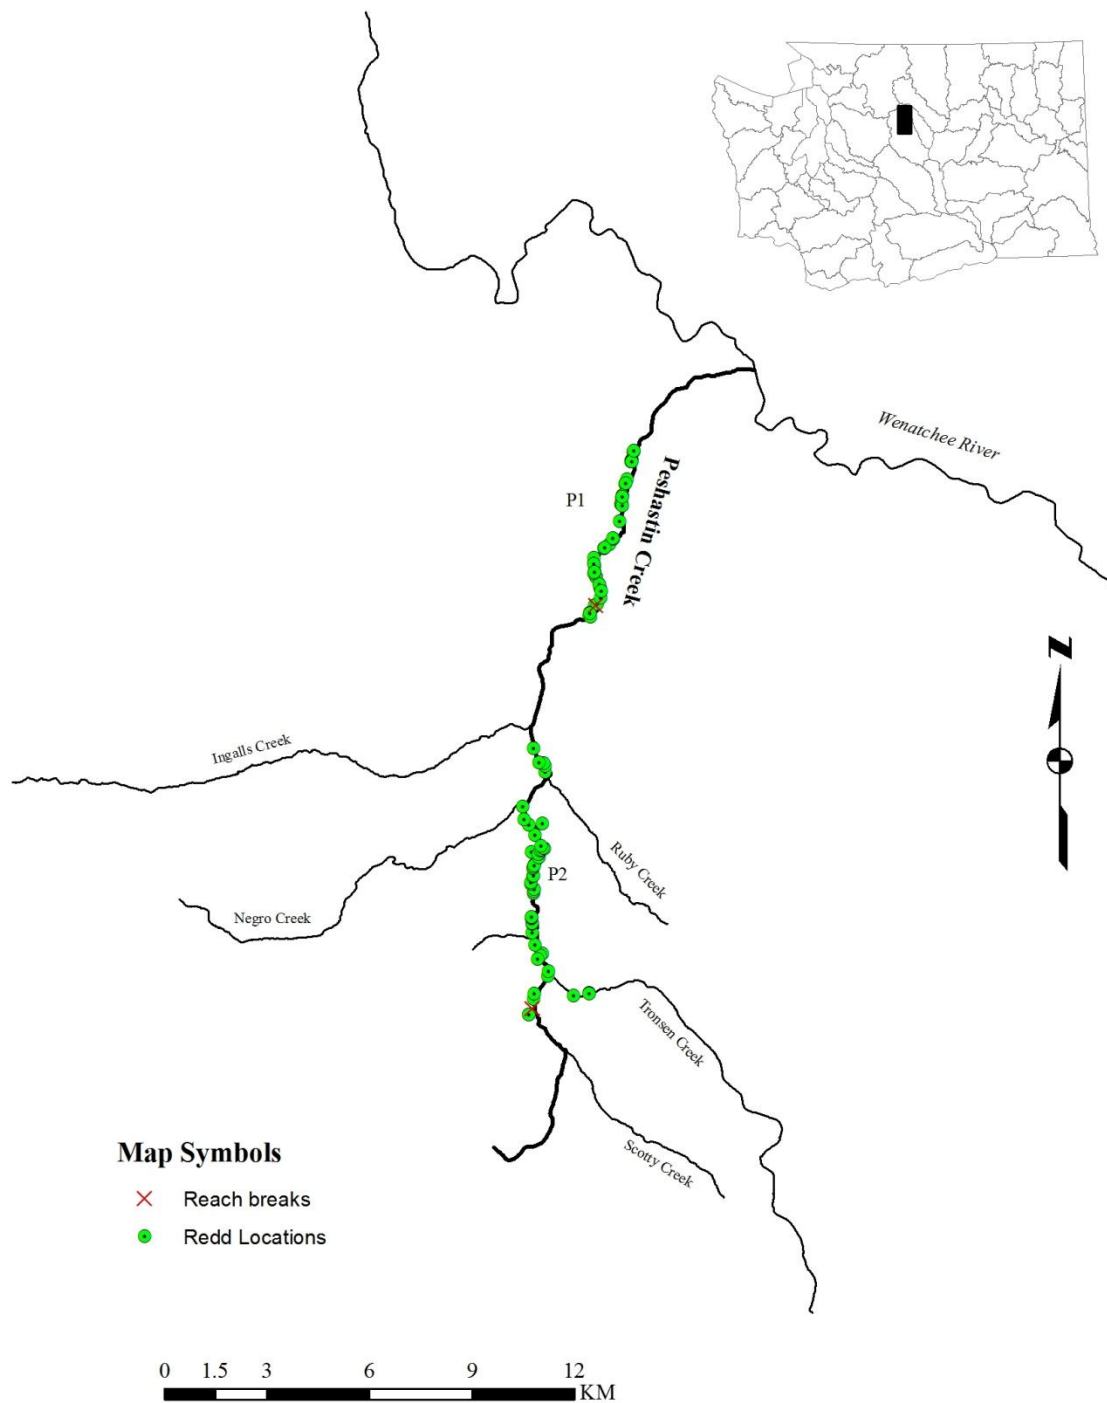 Wenatchee River
Peshastin Creek
P1
N
Ingalls Creek
Ruby Creek
P2
Negro Creek
Tronsen Creek
Scotty Creek
Map Symbols
Reach breaks
Redd Locations
0 1.5 3 6 9 12
KM